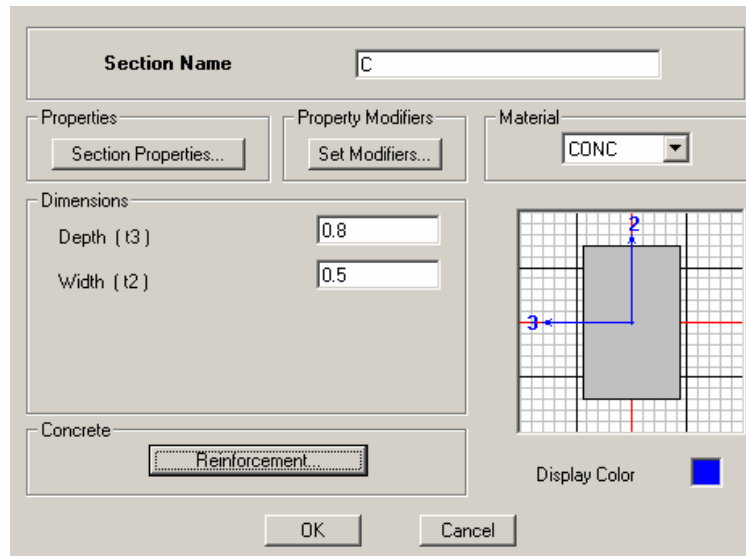 Section Name
C
Properties
Section Properties...
Property Modifiers
Set Modifiers...
Material
CONC
Dimensions
Depth ( t3 )
0.8
Width ( t2 )
0.5
2
3
Concrete
Reinforcement...
Display Color
OK
Cancel